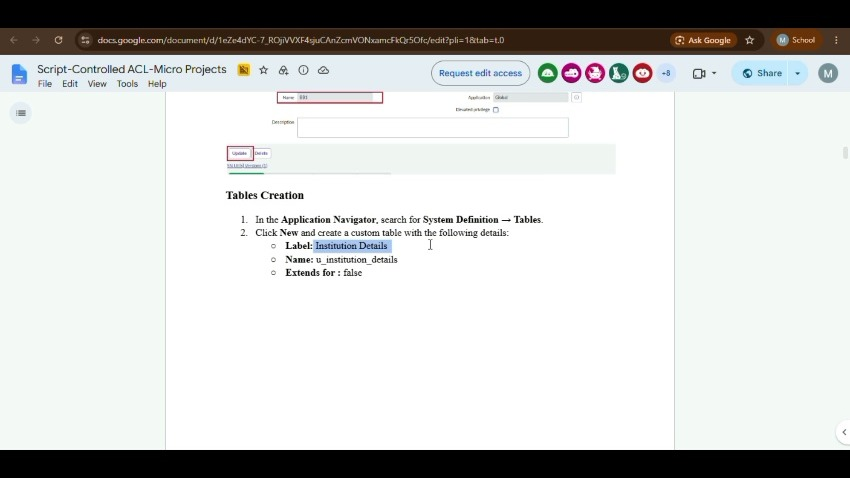 docs.google.com/document/d/1eZe4dYC-7_ROjiVVXF4sjuCAnZcmVONxamcFkQr5Ofc/edit?pli=1&tab=t.0
Ask Google
M School
Script-Controlled ACL-Micro Projects
File Edit View Tools Help
Request edit access
+8
Share
M
Name
Application Global
Elevated privilege
Description
Update Delete
Tables Creation
1. In the Application Navigator, search for System Definition → Tables.
2. Click New and create a custom table with the following details:
○ Label: Institution Details
○ Name: u_institution_details
○ Extends for : false